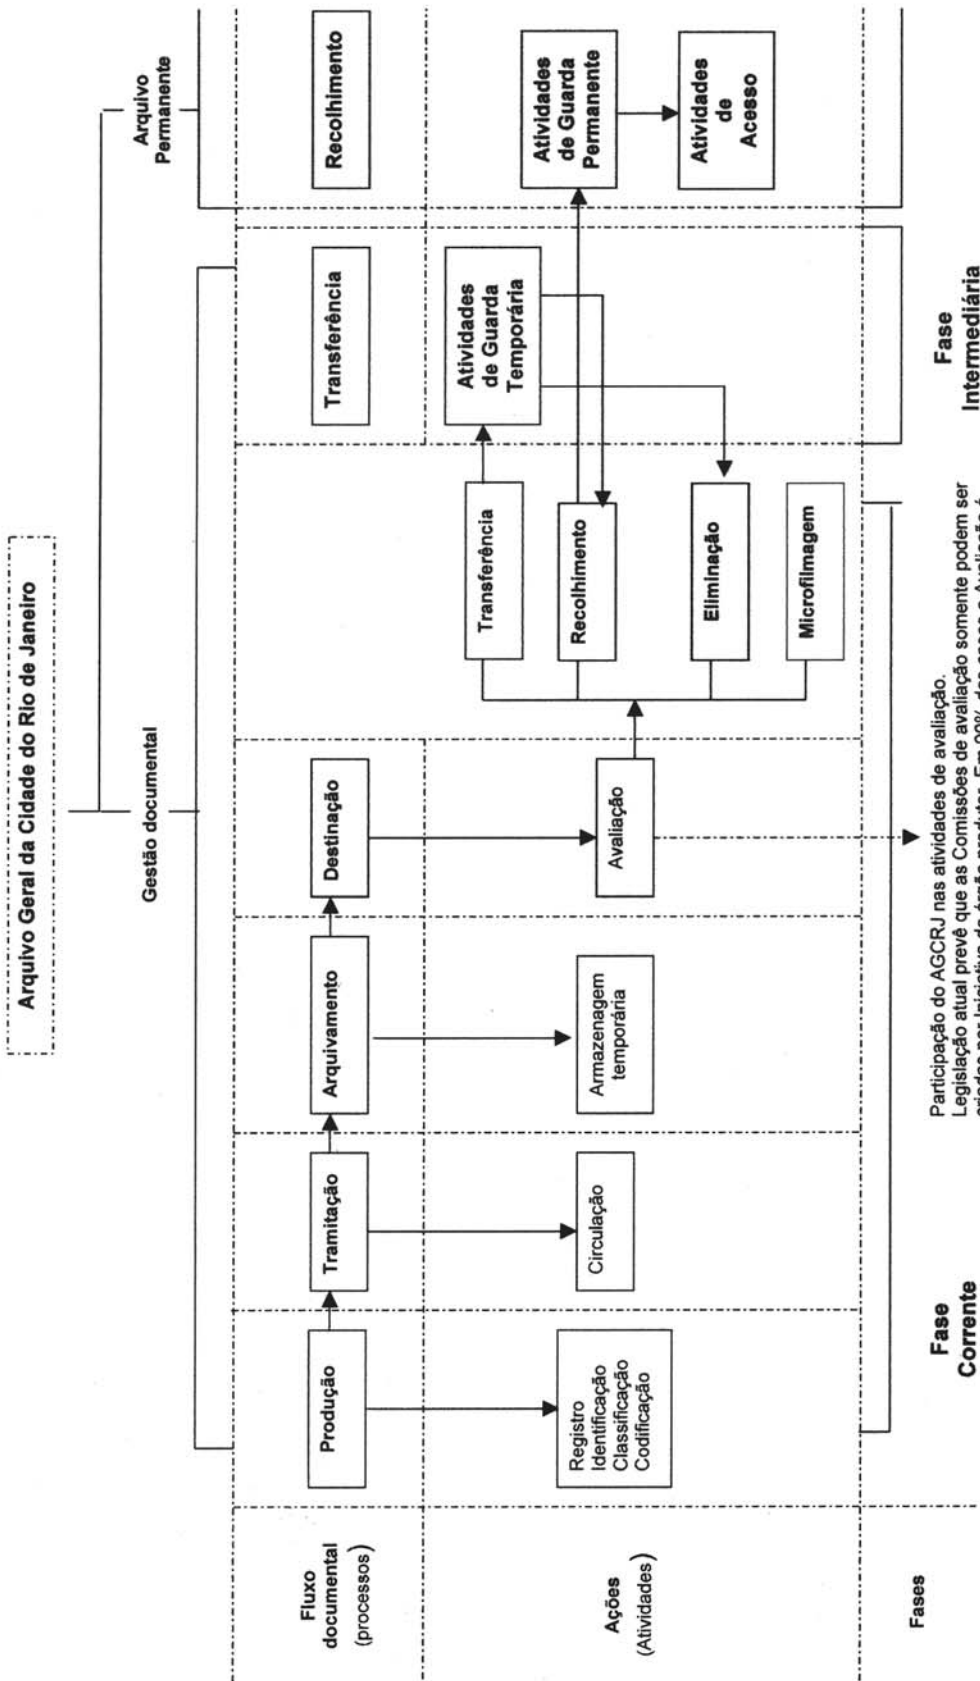 Arquivo Geral da Cidade do Rio de Janeiro
Gestão documental
Arquivo
Permanente
Fluxo
documental
(processos)
Produção
Tramitação
Arquivamento
Destinação
Transferência
Recolhimento
Ações
(Atividades)
Registro
Identificação
Classificação
Codificação
Circulação
Armazenagem
temporária
Avaliação
Transferência
Recolhimento
Eliminação
Microfilmagem
Atividades
de Guarda
Temporária
Atividades
de Guarda
Permanente
Atividades
de
Acesso
Fases
Fase
Corrente
Participação do AGCRJ nas atividades de avaliação.
Legislação atual prevê que as Comissões de avaliação somente podem ser
Fase
Intermediária